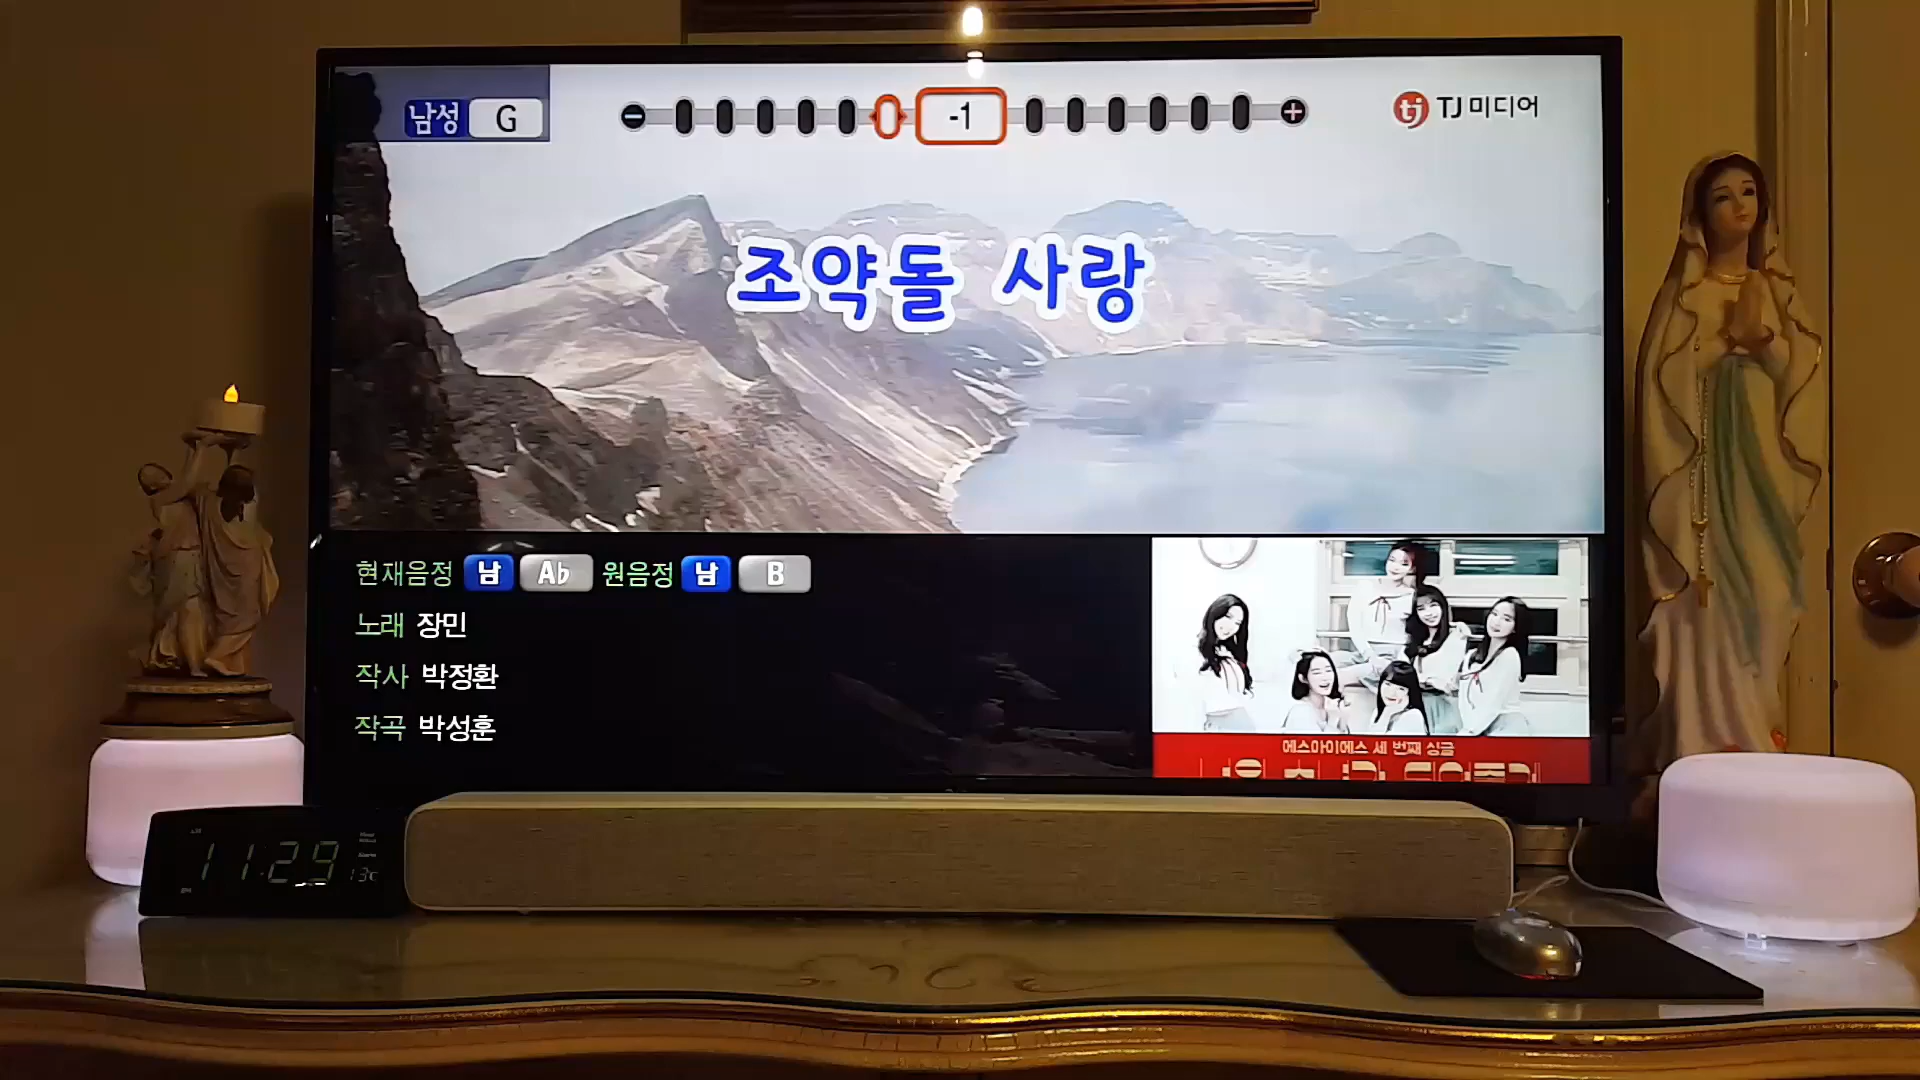 남성 G
-1
TJ 미디어
조약돌 사랑
현재음정 남 Ab 원음정 남 B
노래 장민
작사 박정환
작곡 박성훈
에스아이에스 세 번째 싱글
11:29
13℃